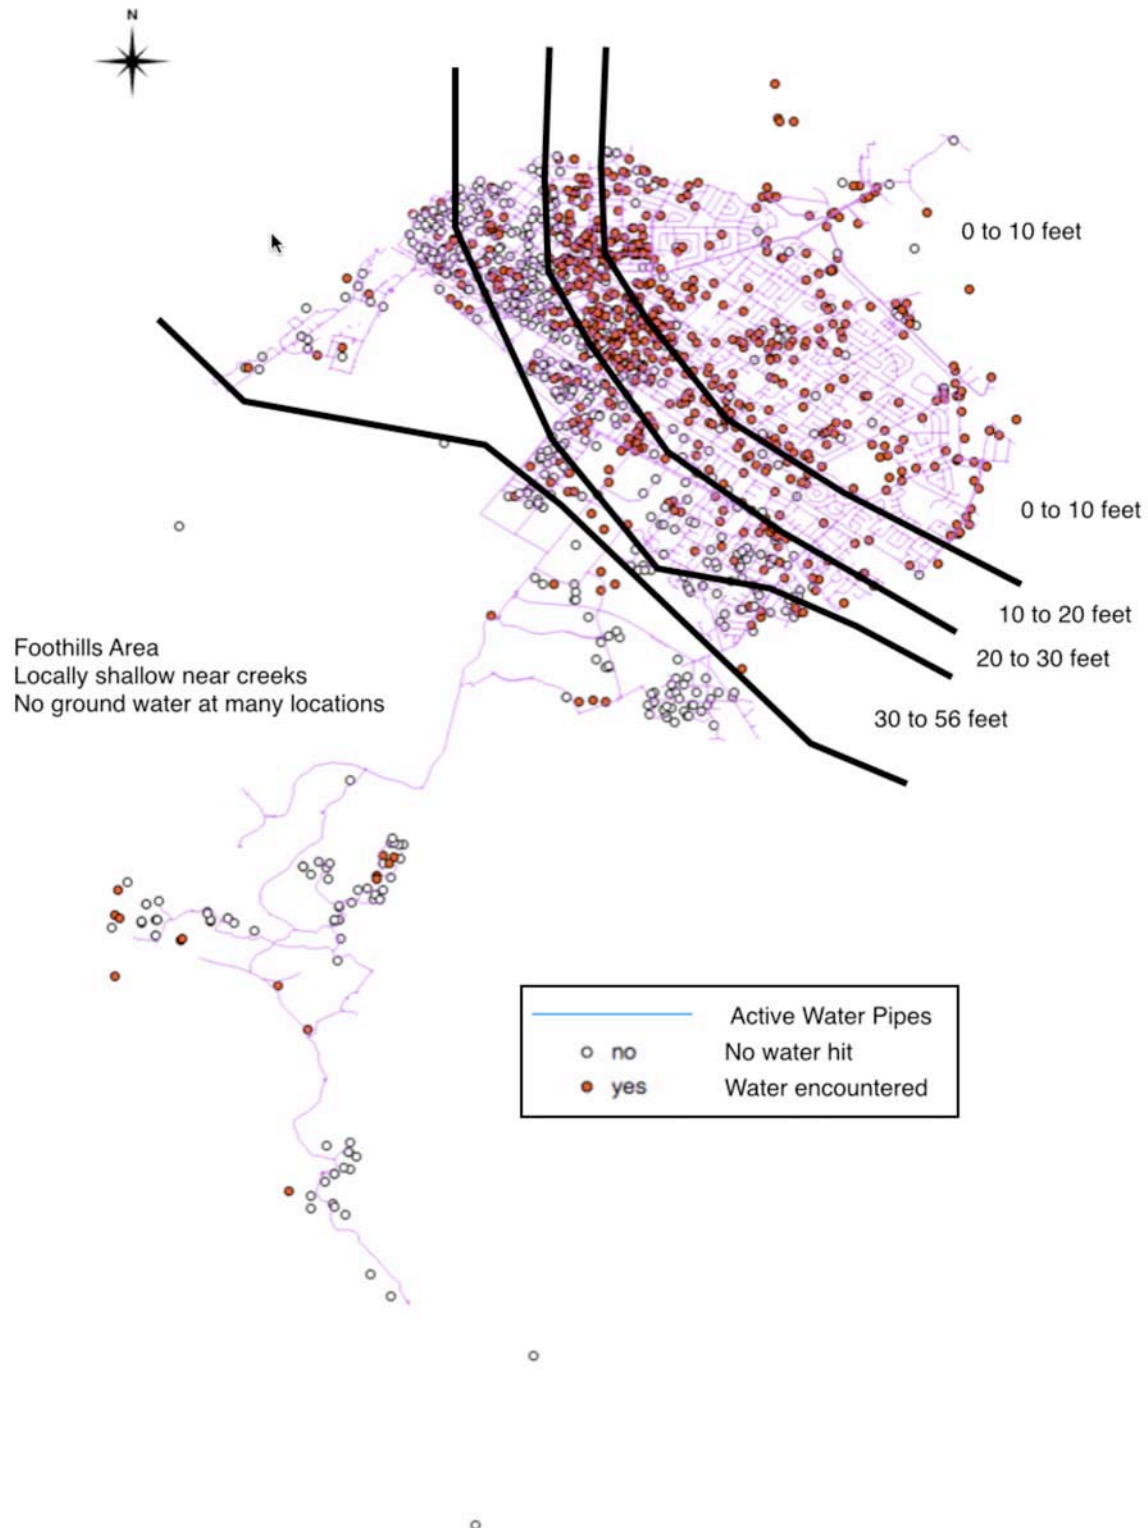 N
0 to 10 feet
0 to 10 feet
10 to 20 feet
20 to 30 feet
30 to 56 feet
Foothills Area
Locally shallow near creeks
No ground water at many locations
Active Water Pipes
no No water hit
yes Water encountered